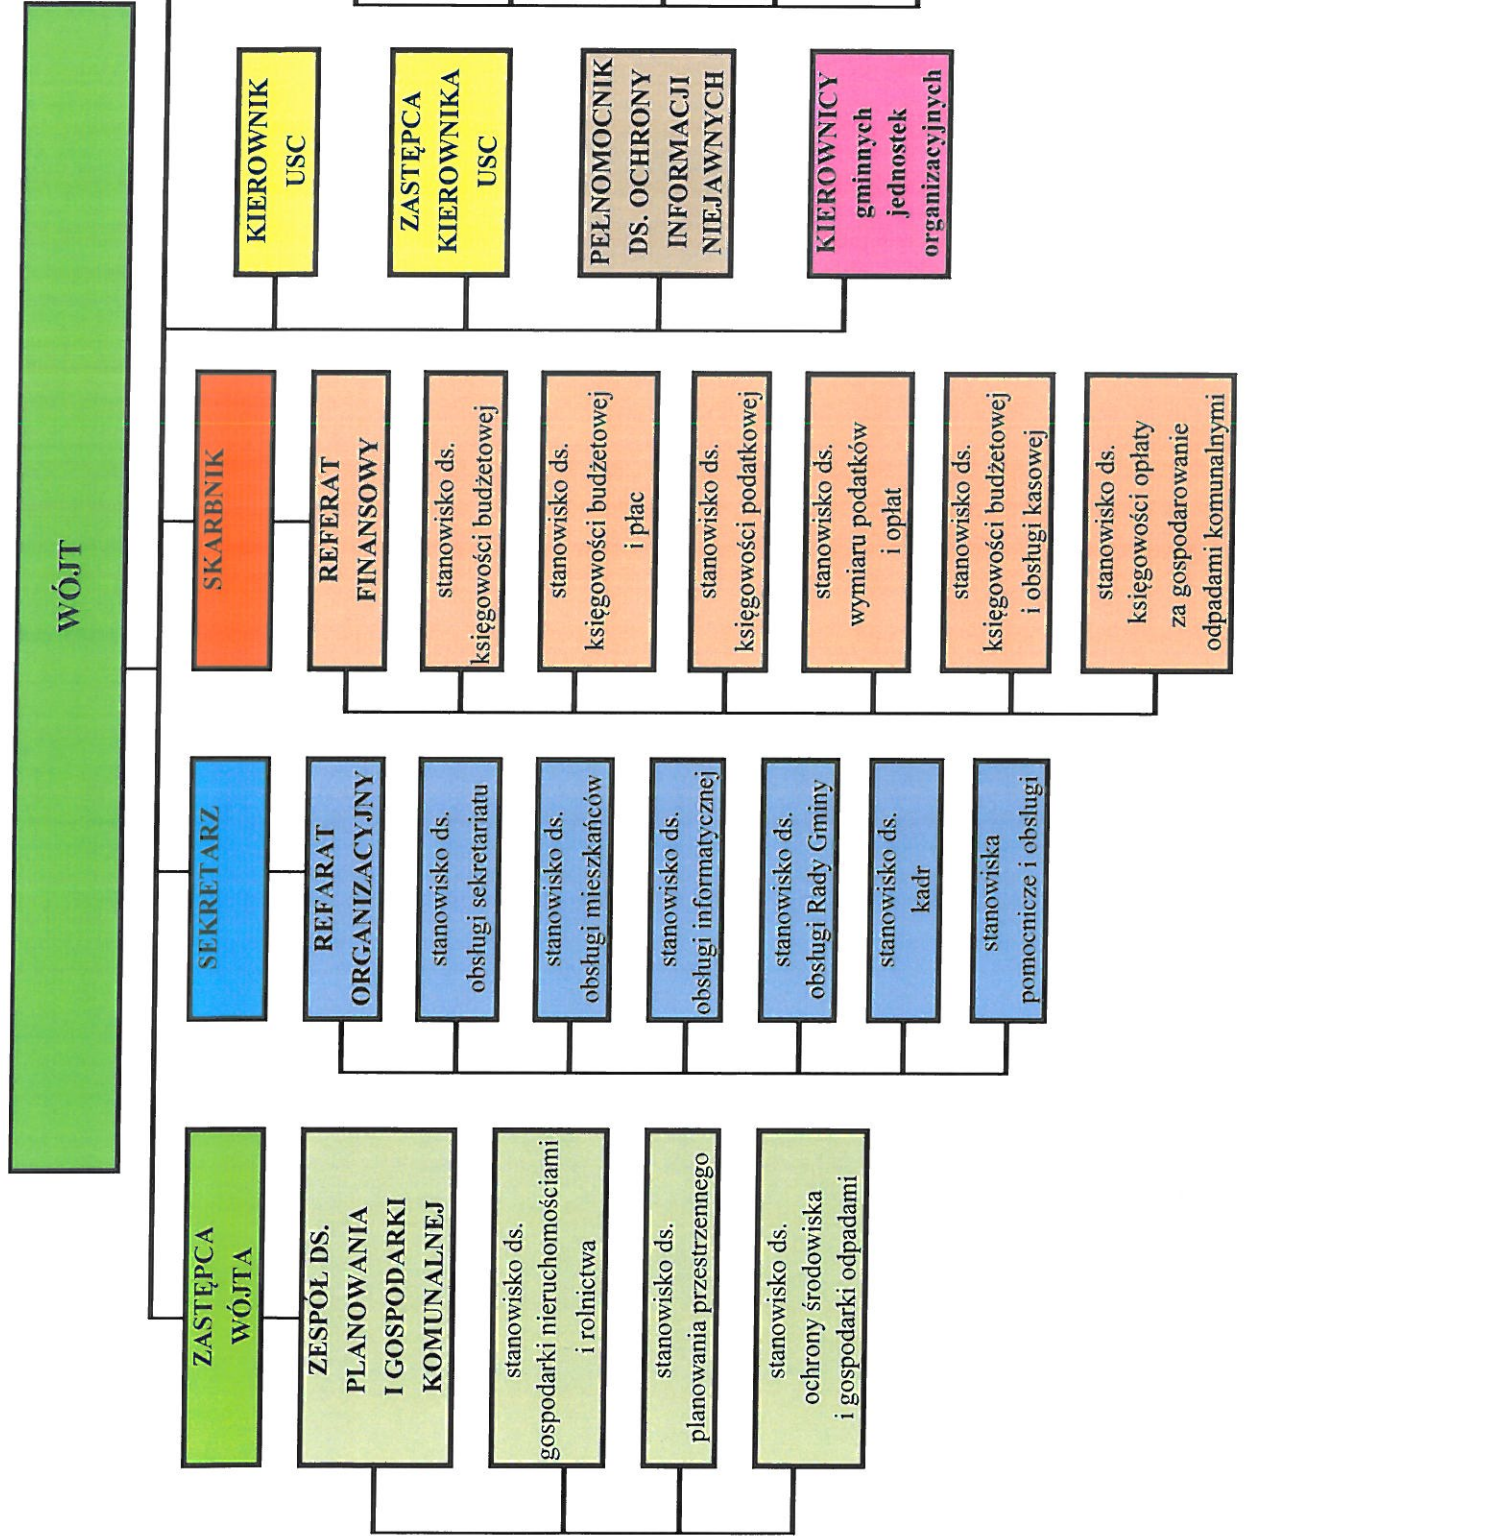 WÓJT
ZASTĘPCA
WÓJTA
ZESPÓŁ DS.
PLANOWANIA
I GOSPODARKI
KOMUNALNEJ
stanowisko ds.
gospodarki nieruchomościami
i rolnictwa
stanowisko ds.
planowania przestrzennego
stanowisko ds.
ochrony środowiska
i gospodarki odpadami
SEKRETARZ
REFARAT
ORGANIZACYJNY
stanowisko ds.
obsługi sekretariatu
stanowisko ds.
obsługi mieszkańców
stanowisko ds.
obsługi informatycznej
stanowisko ds.
obsługi Rady Gminy
stanowisko ds.
kadr
stanowiska
pomocnicze i obsługi
SKARBNIK
REFERAT
FINANSOWY
stanowisko ds.
księgowości budżetowej
stanowisko ds.
księgowości budżetowej
i płac
stanowisko ds.
księgowości podatkowej
stanowisko ds.
wymiaru podatków
i opłat
stanowisko ds.
księgowości budżetowej
i obsługi kasowej
stanowisko ds.
księgowości opłaty
za gospodarowanie
odpadami komunalnymi
KIEROWNIK
USC
ZASTĘPCA
KIEROWNIKA
USC
PEŁNOMOCNIK
DS. OCHRONY
INFORMACJI
NIEJAWNYCH
KIEROWNICY
gminnych
jednostek
organizacyjnych